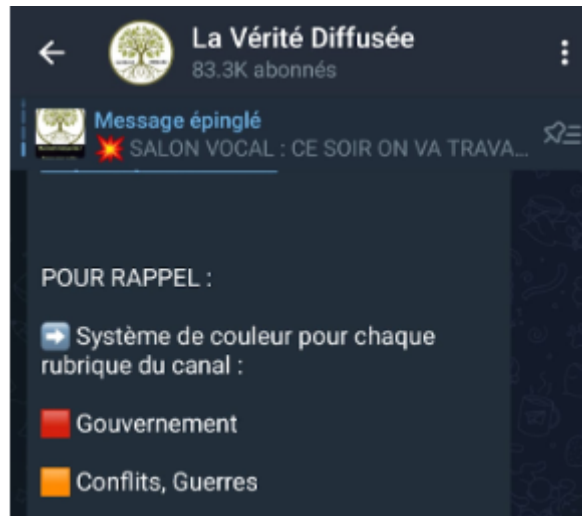 La Vérité Diffusée
83.3K abonnés
Message épinglé
💥 SALON VOCAL : CE SOIR ON VA TRAVA...
POUR RAPPEL :
➡️ Système de couleur pour chaque
rubrique du canal :
🟥 Gouvernement
🟧 Conflits, Guerres